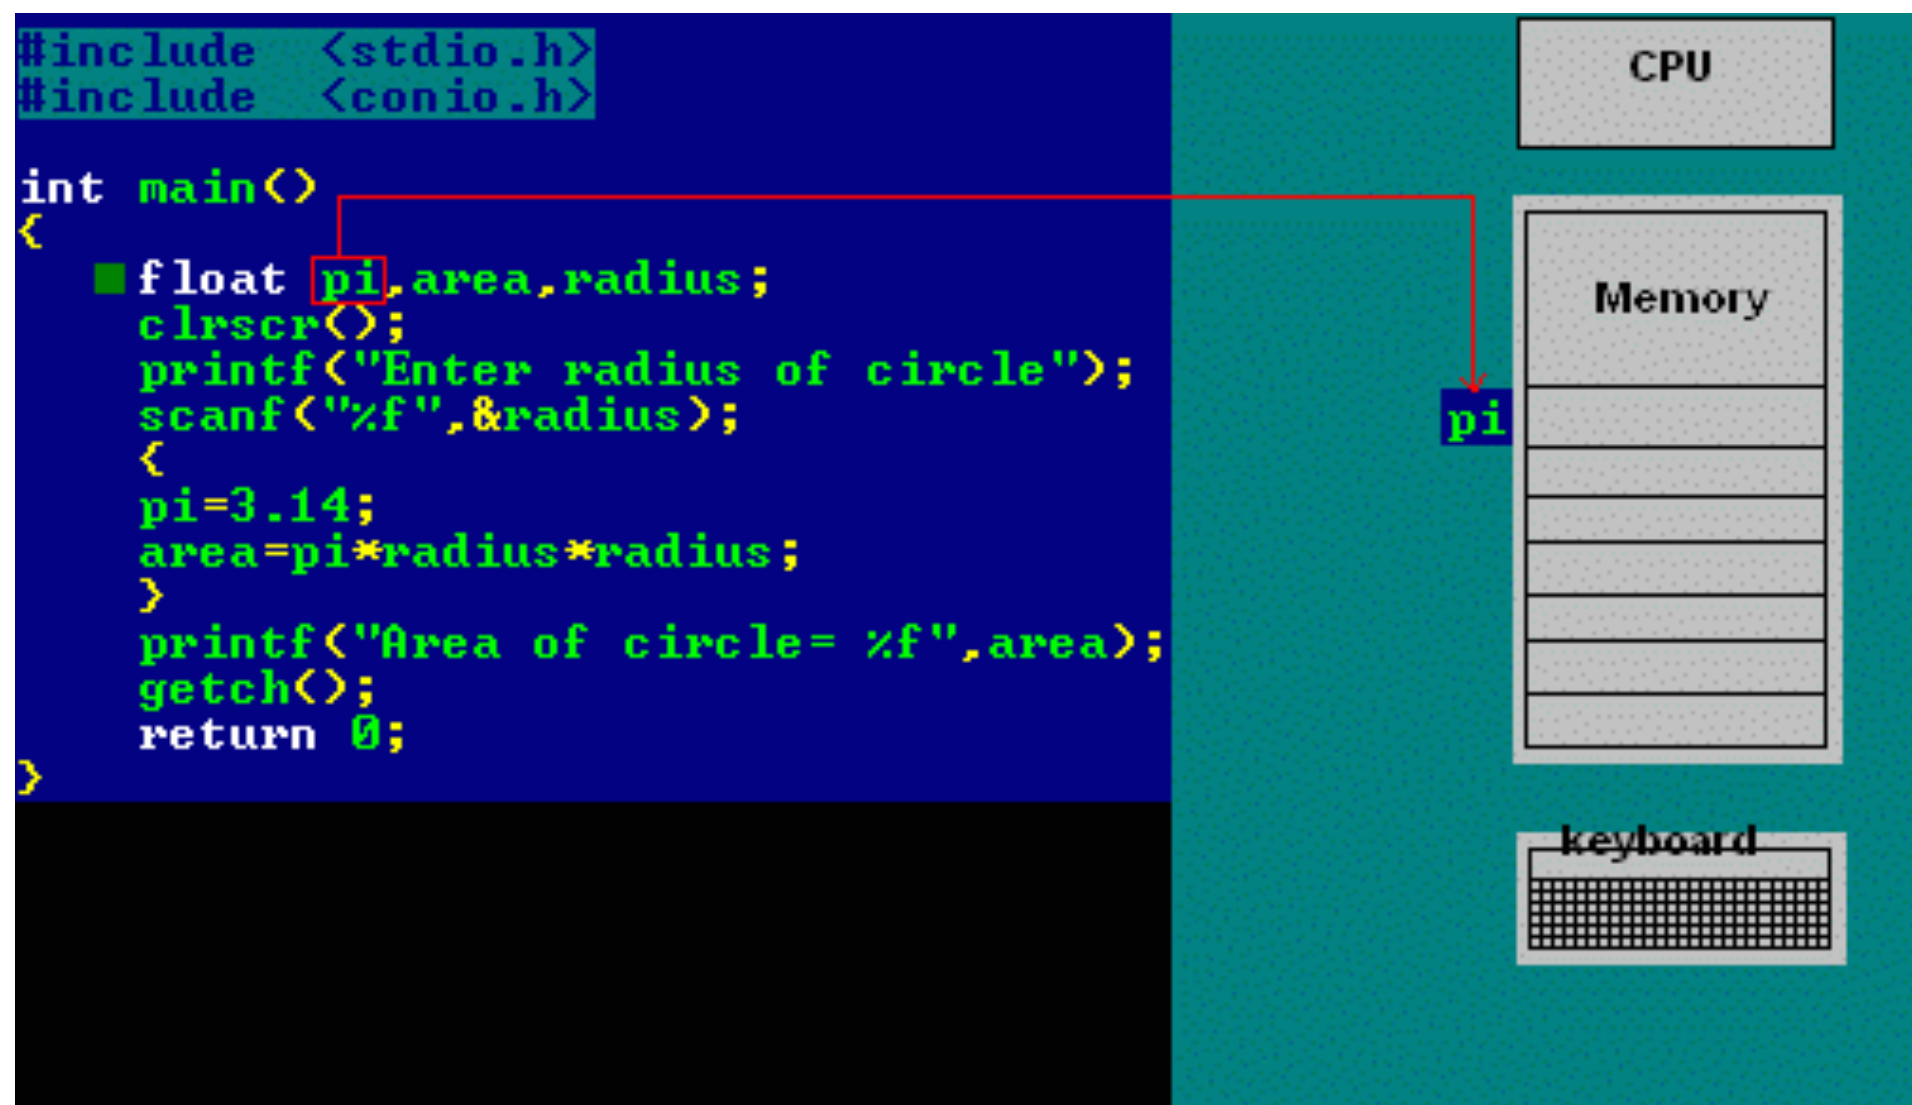 #include <stdio.h>
#include <conio.h>
int main()
{
float pi,area,radius;
clrscr();
printf("Enter radius of circle");
scanf("%f",&radius);
{
pi=3.14;
area=pi*radius*radius;
}
printf("Area of circle= %f",area);
getch();
return 0;
}
CPU
Memory
pi
keyboard